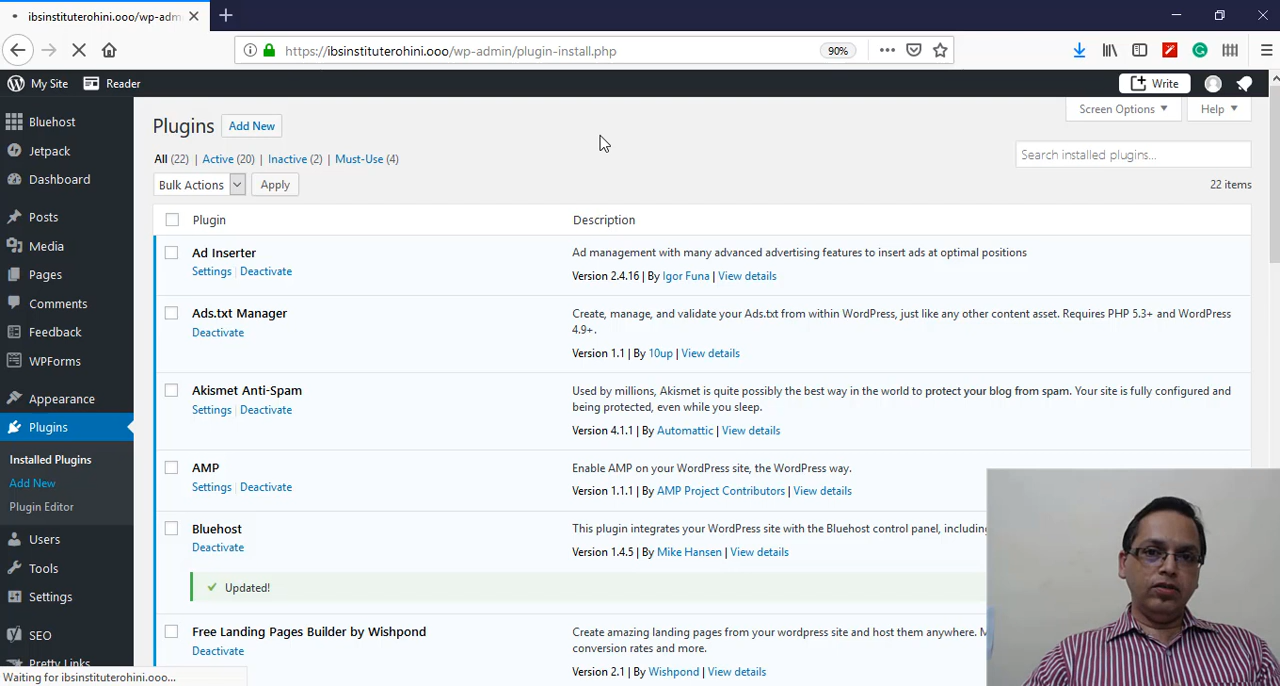 ibsinstituterohini.ooo/wp-adm
https://ibsinstituterohini.ooo/wp-admin/plugin-install.php
90%
My Site
Reader
Write
Bluehost
Jetpack
Dashboard
Posts
Media
Pages
Comments
Feedback
WPForms
Appearance
Plugins
Installed Plugins
Add New
Plugin Editor
Users
Tools
Settings
SEO
Pretty Links
Waiting for ibsinstituterohini.ooo...
Screen Options
Help
Plugins
Add New
All (22) | Active (20) | Inactive (2) | Must-Use (4)
Search installed plugins...
Bulk Actions
Apply
22 items
Plugin
Description
Ad Inserter
Settings | Deactivate
Ad management with many advanced advertising features to insert ads at optimal positions
Version 2.4.16 | By Igor Funa | View details
Ads.txt Manager
Deactivate
Create, manage, and validate your Ads.txt from within WordPress, just like any other content asset. Requires PHP 5.3+ and WordPress
4.9+.
Version 1.1 | By 10up | View details
Akismet Anti-Spam
Settings | Deactivate
Used by millions, Akismet is quite possibly the best way in the world to protect your blog from spam. Your site is fully configured and
being protected, even while you sleep.
Version 4.1.1 | By Automattic | View details
AMP
Settings | Deactivate
Enable AMP on your WordPress site, the WordPress way.
Version 1.1.1 | By AMP Project Contributors | View details
Bluehost
Deactivate
This plugin integrates your WordPress site with the Bluehost control panel, including
Version 1.4.5 | By Mike Hansen | View details
Updated!
Free Landing Pages Builder by Wishpond
Deactivate
Create amazing landing pages from your wordpress site and host them anywhere.
conversion rates and more.
Version 2.1 | By Wishpond | View details